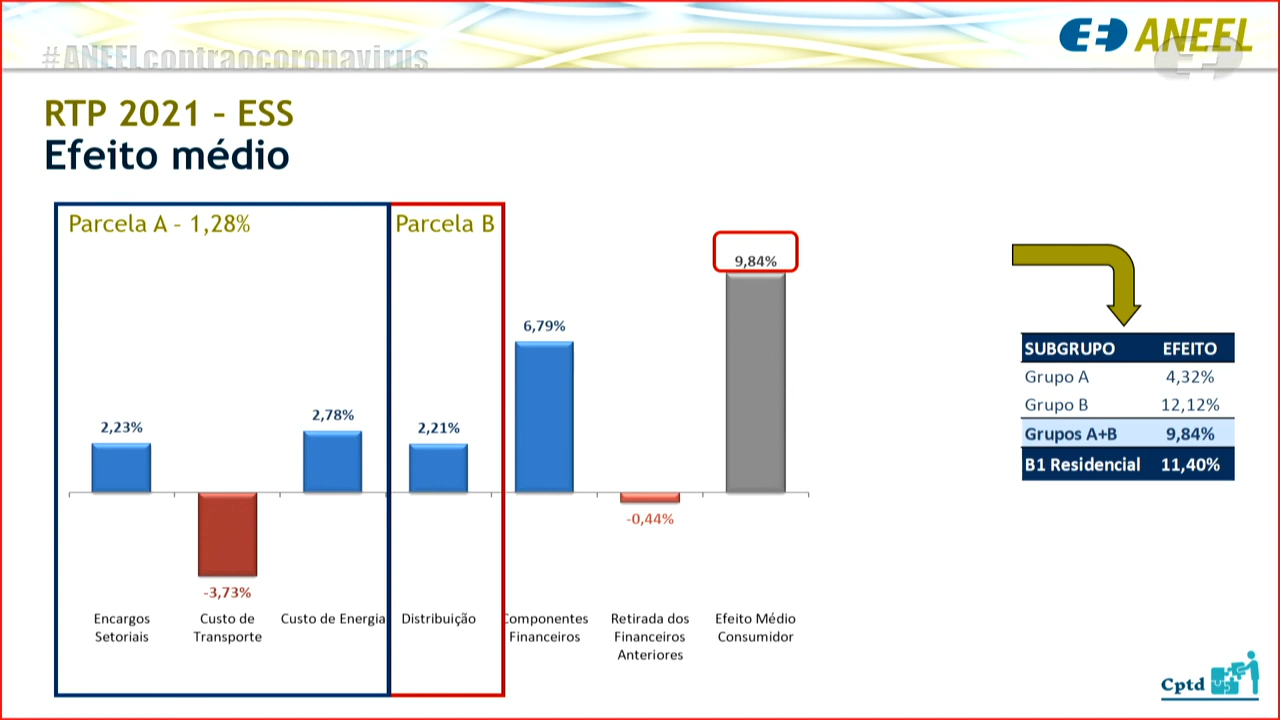 #ANEELcontraocoronavirus
ANEEL
RTP 2021 – ESS
Efeito médio
Parcela A – 1,28%
Parcela B
2,23%
-3,73%
2,78%
2,21%
6,79%
-0,44%
9,84%
Encargos
Setoriais
Custo de
Transporte
Custo de Energia
Distribuição
Componentes
Financeiros
Retirada dos
Financeiros
Anteriores
Efeito Médio
Consumidor
SUBGRUPO EFEITO
Grupo A 4,32%
Grupo B 12,12%
Grupos A+B 9,84%
B1 Residencial 11,40%
Cptd